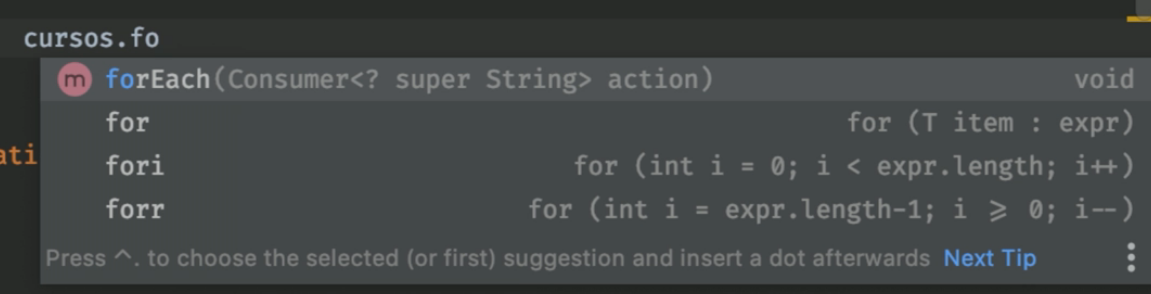 cursos.fo
m forEach(Consumer<? super String> action) void
for for (T item : expr)
ati
fori for (int i = 0; i < expr.length; i++)
forr for (int i = expr.length-1; i >= 0; i--)
Press ^. to choose the selected (or first) suggestion and insert a dot afterwards Next Tip